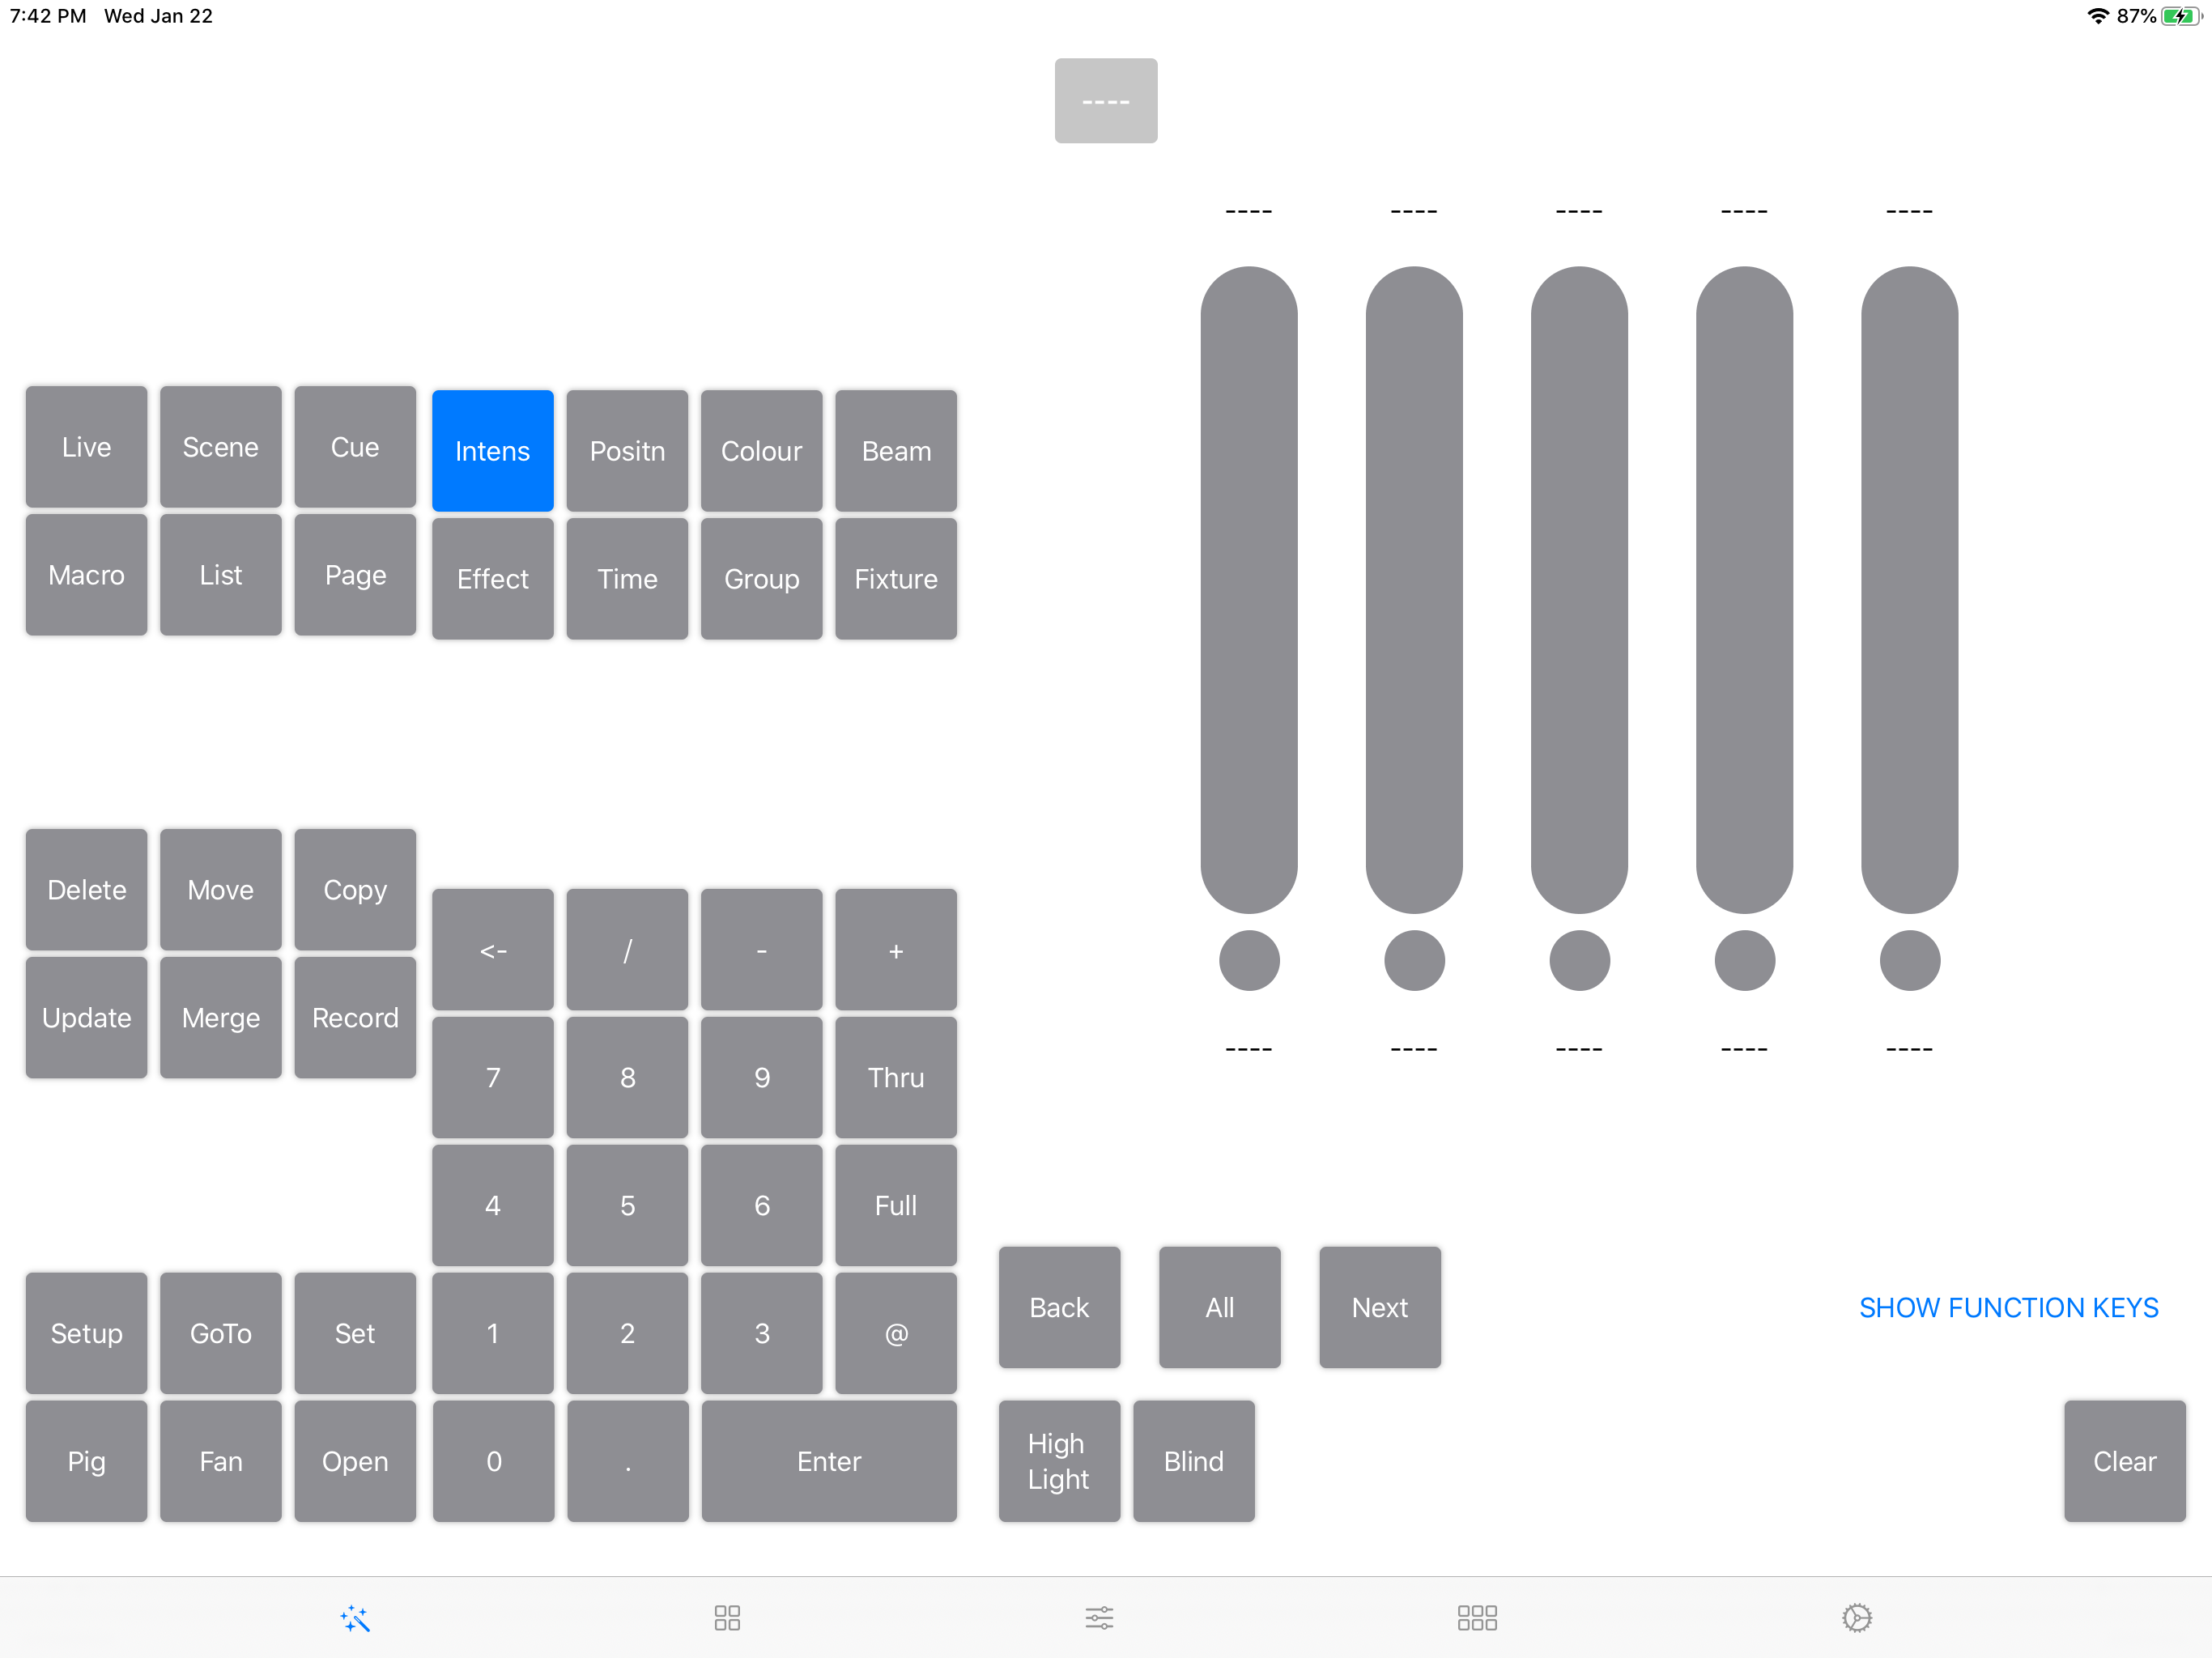 7:42 PM Wed Jan 22
87%
----
---- ---- ---- ---- ----
Live Scene Cue Intens Positn Colour Beam
Macro List Page Effect Time Group Fixture
Delete Move Copy
<- / - +
Update Merge Record
---- ---- ---- ---- ----
7 8 9 Thru
4 5 6 Full
Back All Next SHOW FUNCTION KEYS
Setup GoTo Set 1 2 3 @
Pig Fan Open 0 . Enter
High
Light
Blind
Clear